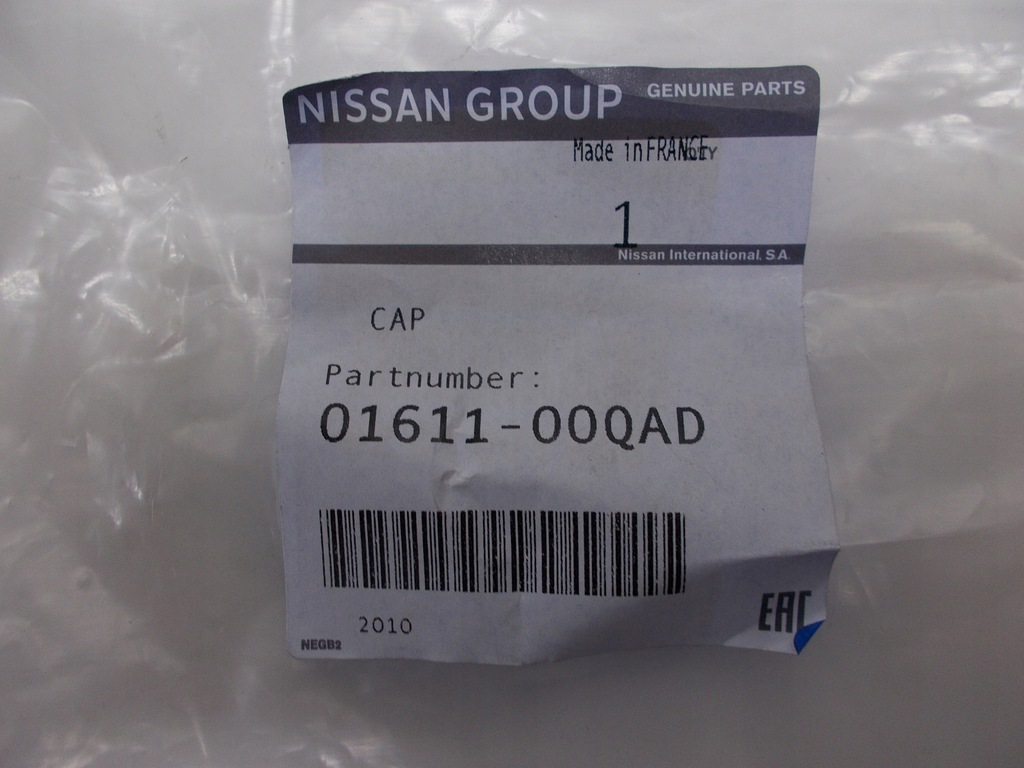 NISSAN GROUP GENUINE PARTS
Made in FRANCE
1
Nissan International S.A.
CAP
Partnumber:
01611-00QAD
2010
EAC
NEGB2